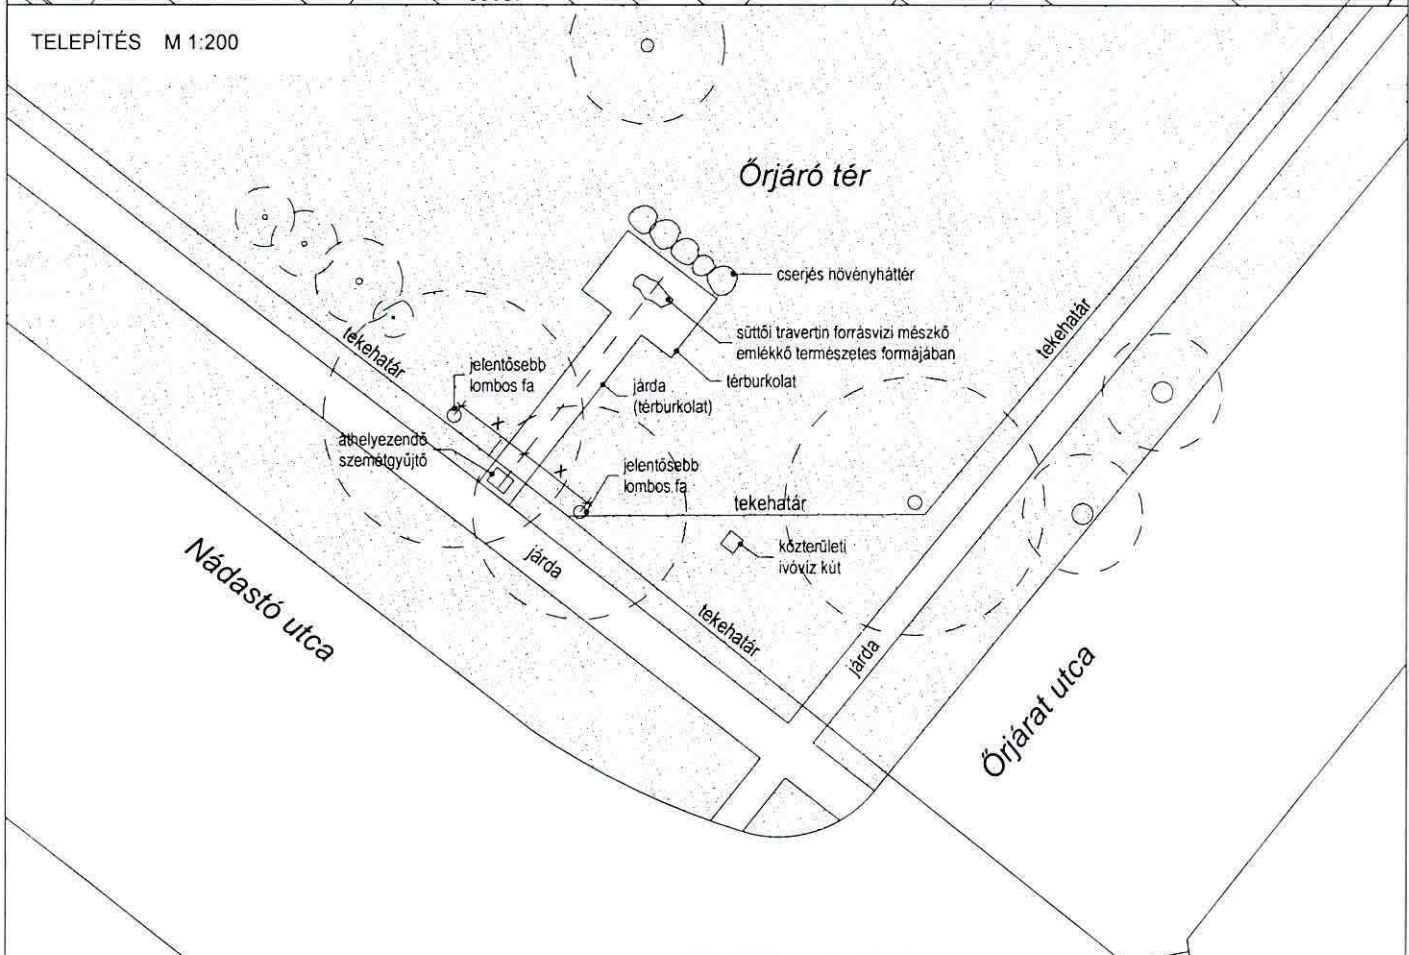 TELEPÍTÉS M 1:200
Őrjáró tér
cserjés növényháttér
süttői travertin forrásvizi mészkő
emlékkő természetes formájában
térburkolat
járda
(térburkolat)
tekehatár
jelentősebb
lombos fa
áthelyezendő
szemétgyűjtő
tekehatár
jelentősebb
lombos fa
tekehatár
közterületi
ivóvíz kút
járda
Nádastó utca
tekehatár
járda
Őrjárat utca